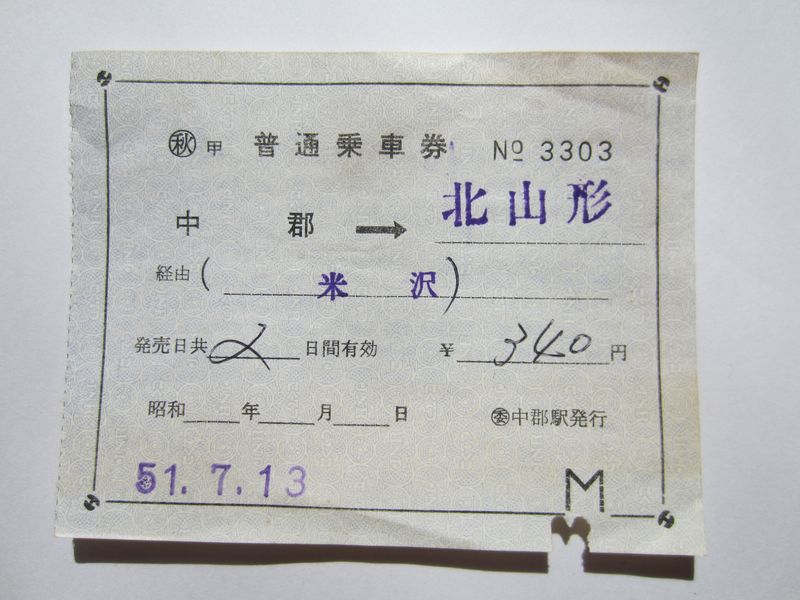 ㊙秋 甲 普通乗車券 No 3303
中郡 → 北山形
経由( 米沢 )
発売日共 2 日間有効 ¥ 340 円
昭和 年 月 日 委 中郡駅発行
51. 7. 13
M